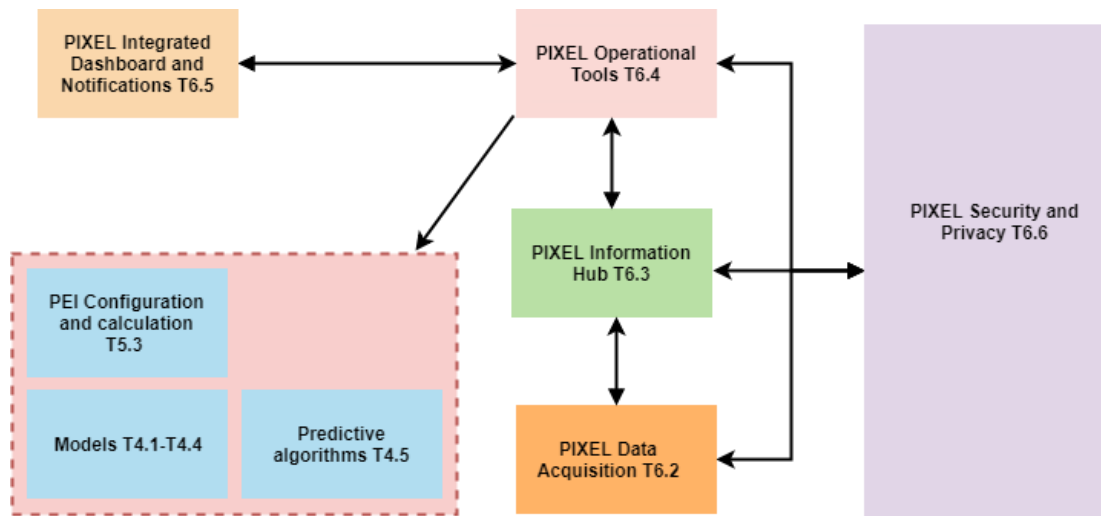 PIXEL Integrated
Dashboard and
Notifications T6.5
PIXEL Operational
Tools T6.4
PIXEL Security and
Privacy T6.6
PIXEL Information
Hub T6.3
PEI Configuration
and calculation
T5.3
Models T4.1-T4.4
Predictive
algorithms T4.5
PIXEL Data
Acquisition T6.2